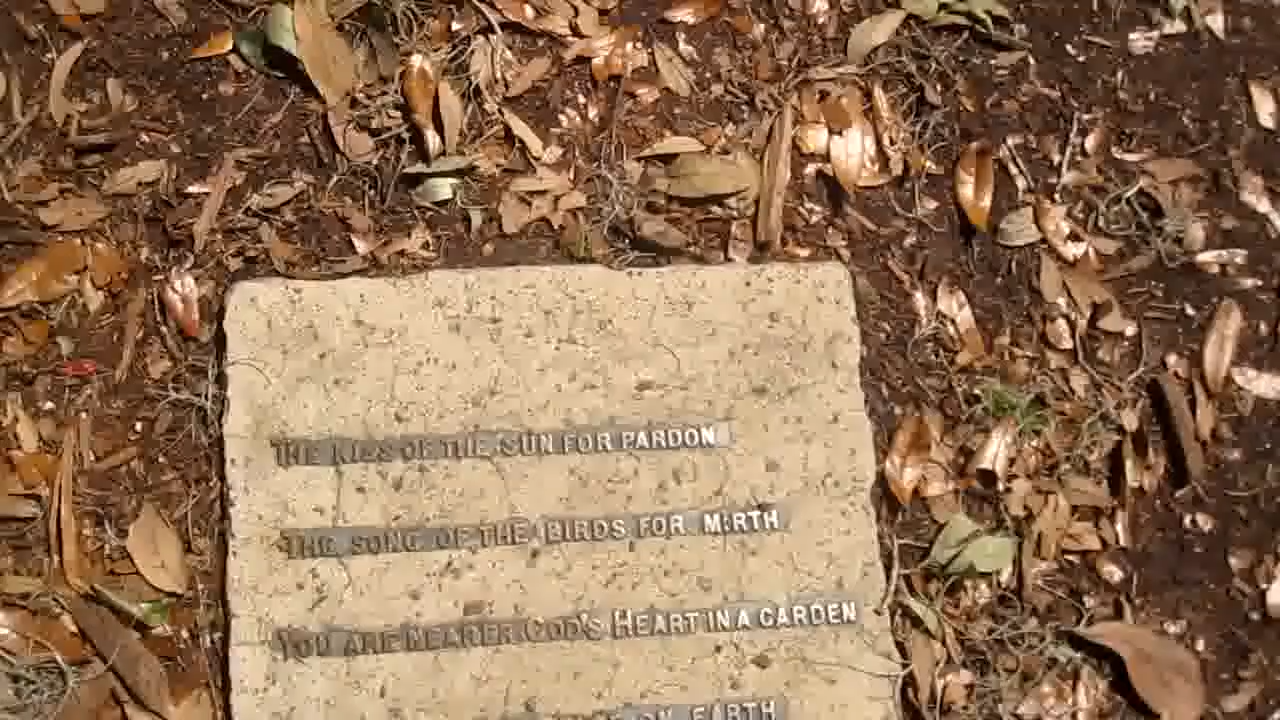 THE KISS OF THE SUN FOR PARDON
THE SONG OF THE BIRDS FOR MIRTH
YOU ARE NEARER GOD'S HEART IN A GARDEN
ON EARTH